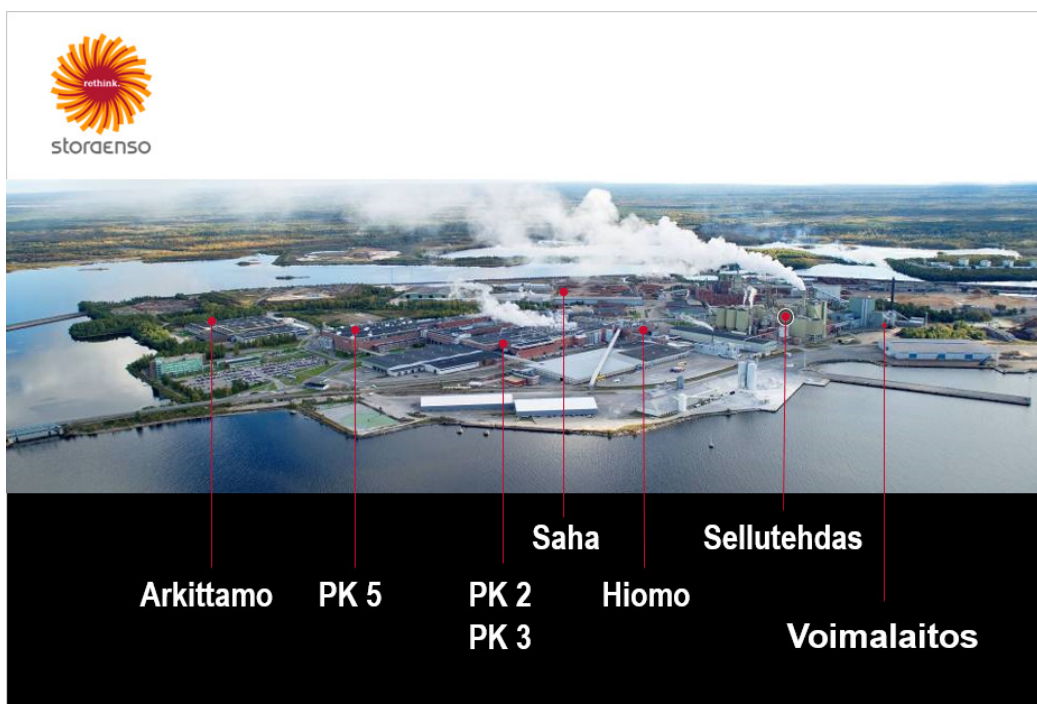 rethink.
storaenso
Saha
Sellutehdas
Arkittamo
PK 5
PK 2
Hiomo
PK 3
Voimalaitos